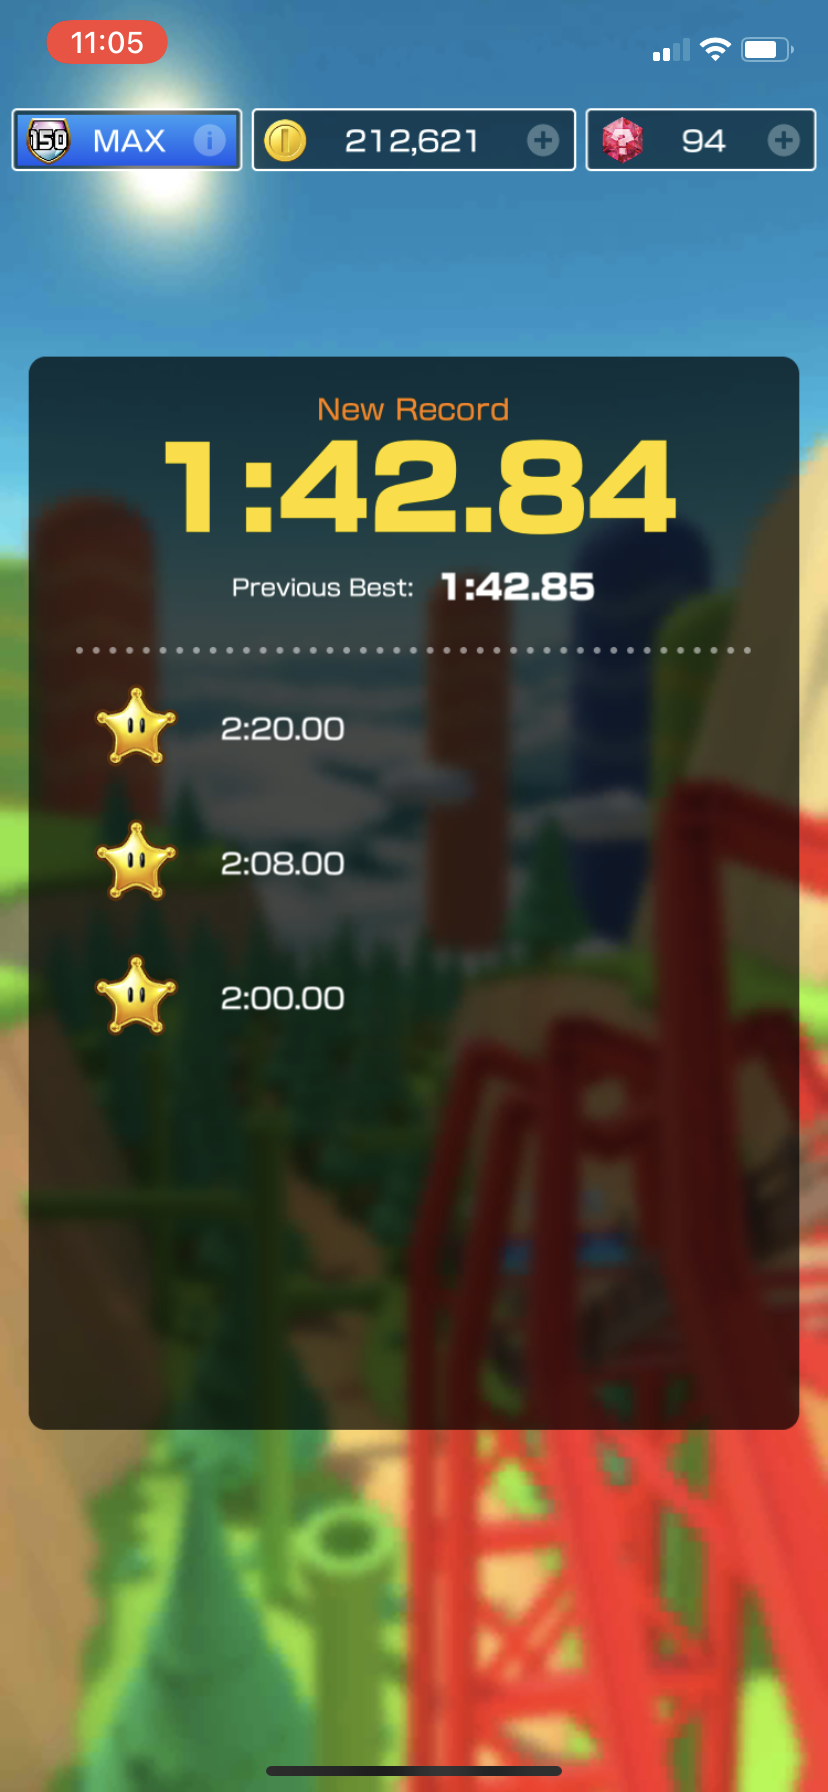 11:05
150 MAX i 212,621 + 94 +
New Record
1:42.84
Previous Best: 1:42.85
2:20.00
2:08.00
2:00.00